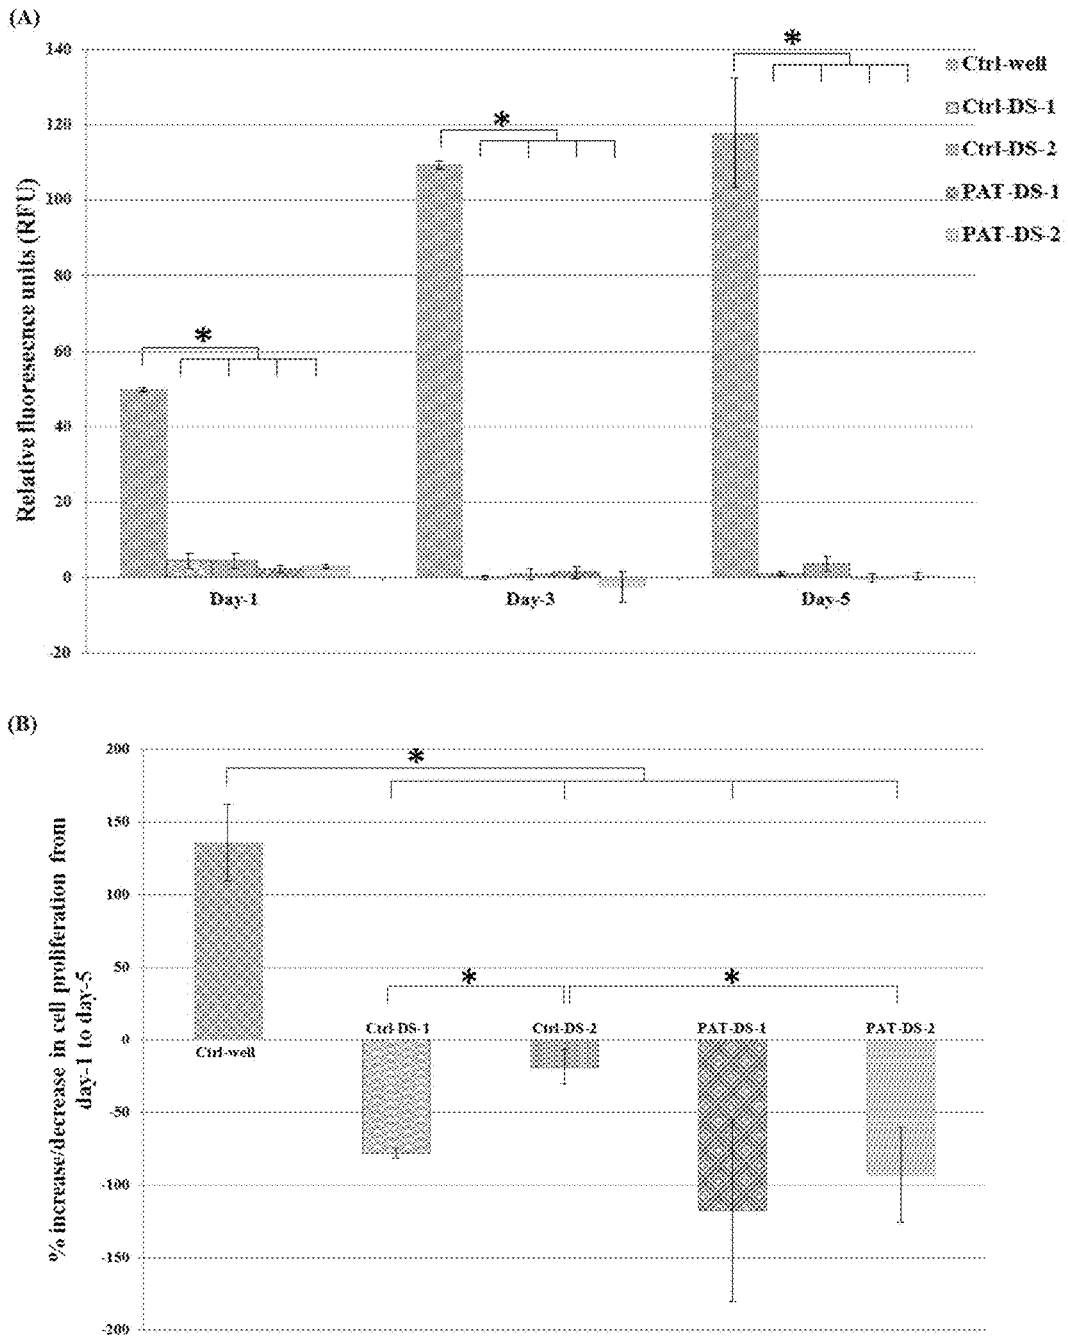 (A)
140
120
100
80
60
40
20
0
-20
Relative fluoresecnce units (RFU)
*
*
*
Day-1
Day-3
Day-5
Ctrl-well
Ctrl-DS-1
Ctrl-DS-2
PAT-DS-1
PAT-DS-2
(B)
200
150
100
50
0
-50
-100
-150
-200
% increase/decrease in cell proliferation from
day-1 to day-5
*
*
*
Ctrl-well
Ctrl-DS-1
Ctrl-DS-2
PAT-DS-1
PAT-DS-2